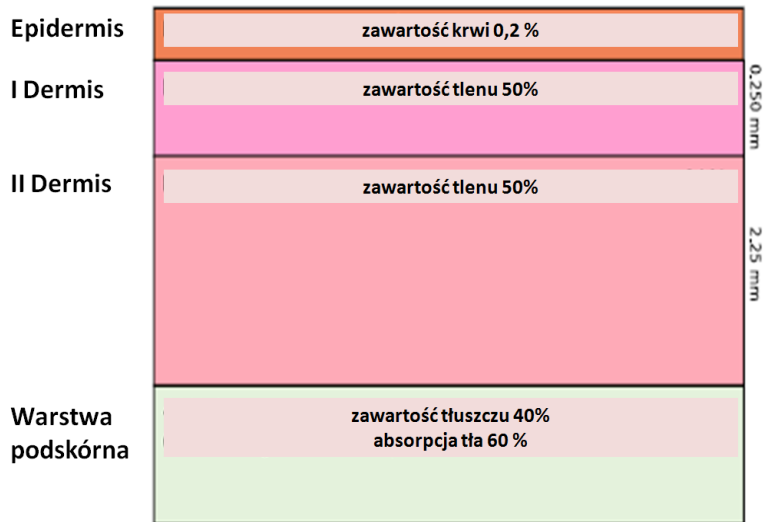 Epidermis
zawartość krwi 0,2 %
I Dermis
zawartość tlenu 50%
0.250 mm
II Dermis
zawartość tlenu 50%
2.25 mm
Warstwa
podskórna
zawartość tłuszczu 40%
absorpcja tła 60 %